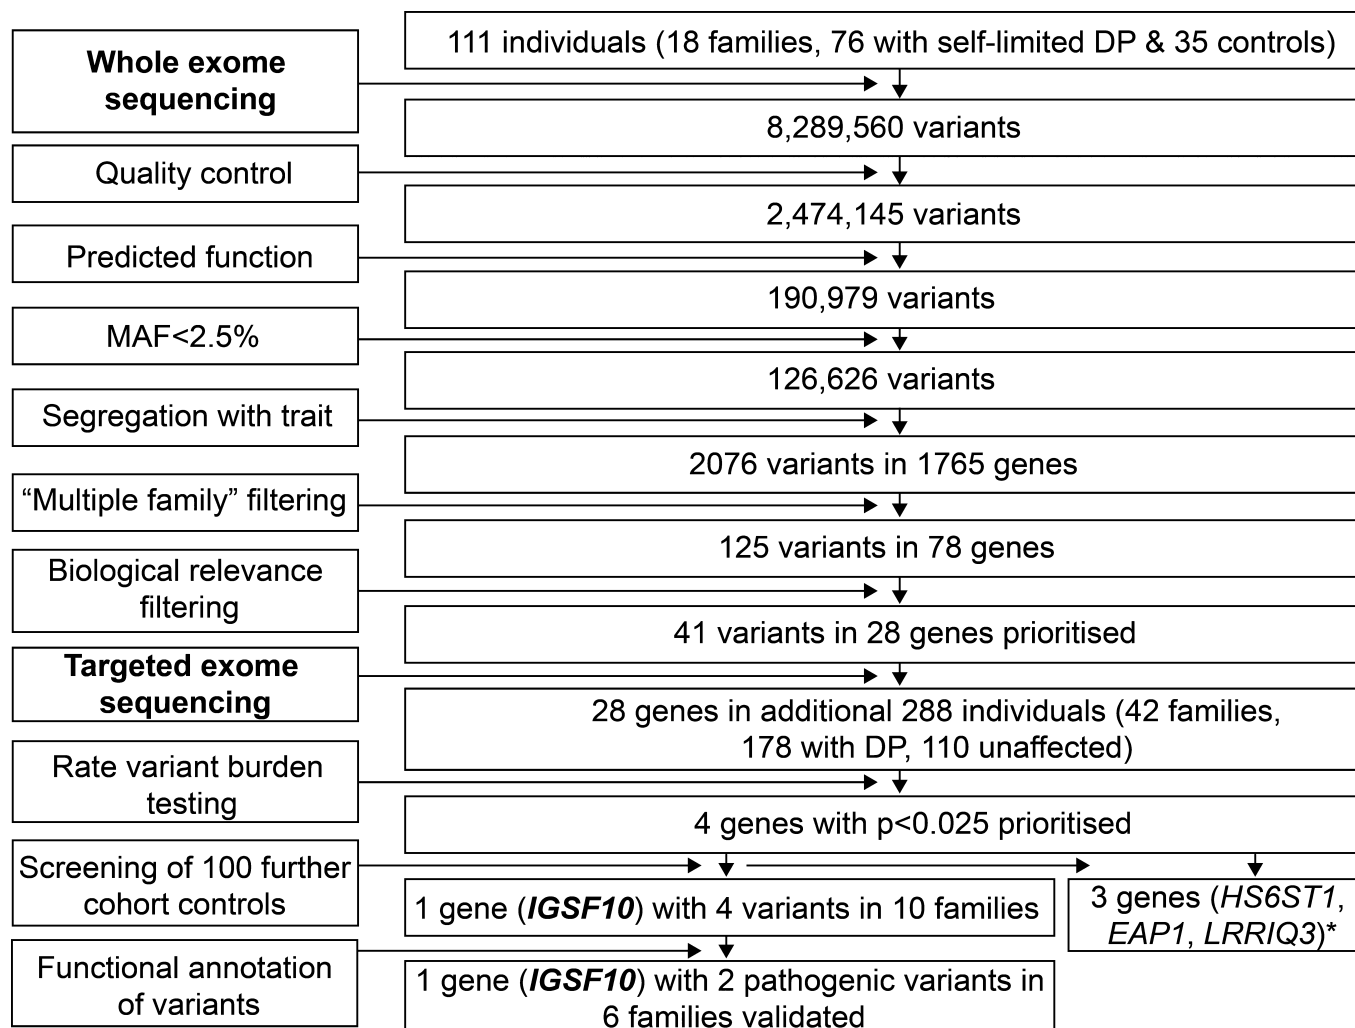 Whole exome
sequencing
111 individuals (18 families, 76 with self-limited DP & 35 controls)
8,289,560 variants
Quality control
2,474,145 variants
Predicted function
190,979 variants
MAF<2.5%
126,626 variants
Segregation with trait
2076 variants in 1765 genes
“Multiple family” filtering
125 variants in 78 genes
Biological relevance
filtering
41 variants in 28 genes prioritised
Targeted exome
sequencing
28 genes in additional 288 individuals (42 families,
178 with DP, 110 unaffected)
Rate variant burden
testing
4 genes with p<0.025 prioritised
Screening of 100 further
cohort controls
1 gene (IGSF10) with 4 variants in 10 families
3 genes (HS6ST1,
EAP1, LRRIQ3)*
Functional annotation
of variants
1 gene (IGSF10) with 2 pathogenic variants in
6 families validated